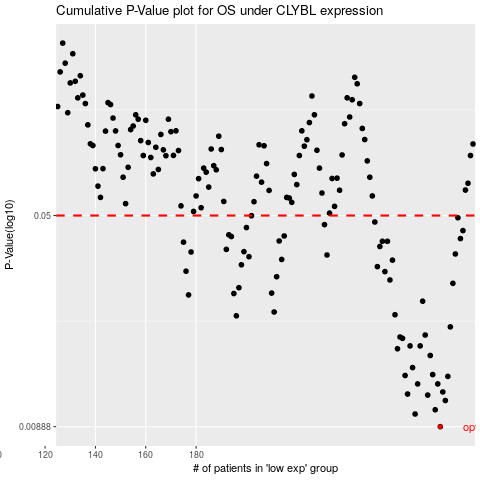 Cumulative P-Value plot for OS under CLYBL expression
P-Value(log10)
0.05
0.00888
op
0 120 140 160 180
# of patients in 'low exp' group